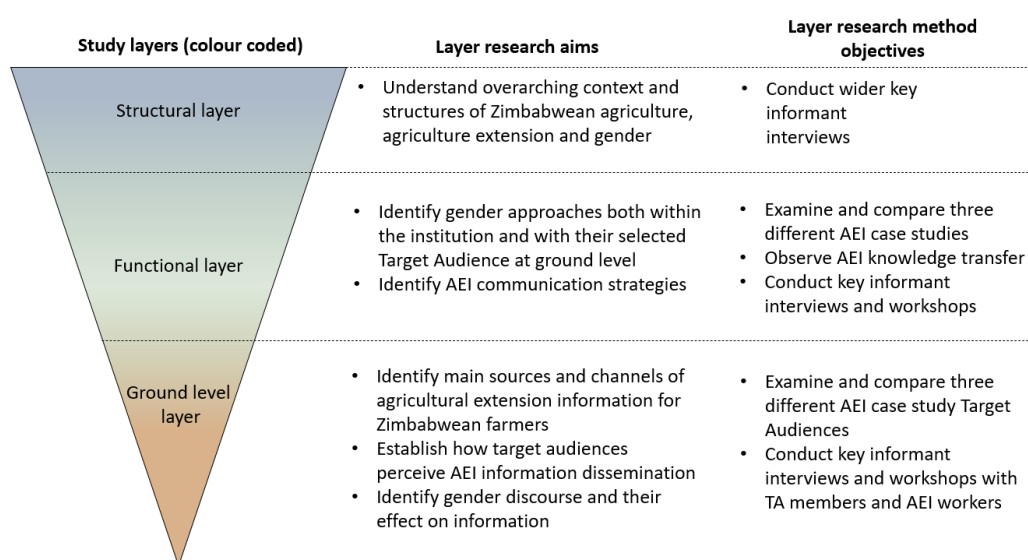 Study layers (colour coded)
Layer research aims
Layer research method
objectives
Structural layer
• Understand overarching context and
structures of Zimbabwean agriculture,
agriculture extension and gender
• Conduct wider key
informant
interviews
Functional layer
• Identify gender approaches both within
the institution and with their selected
Target Audience at ground level
• Identify AEI communication strategies
• Examine and compare three
different AEI case studies
• Observe AEI knowledge transfer
• Conduct key informant
interviews and workshops
Ground level
layer
• Identify main sources and channels of
agricultural extension information for
Zimbabwean farmers
• Establish how target audiences
perceive AEI information dissemination
• Identify gender discourse and their
effect on information
• Examine and compare three
different AEI case study Target
Audiences
• Conduct key informant
interviews and workshops with
TA members and AEI workers